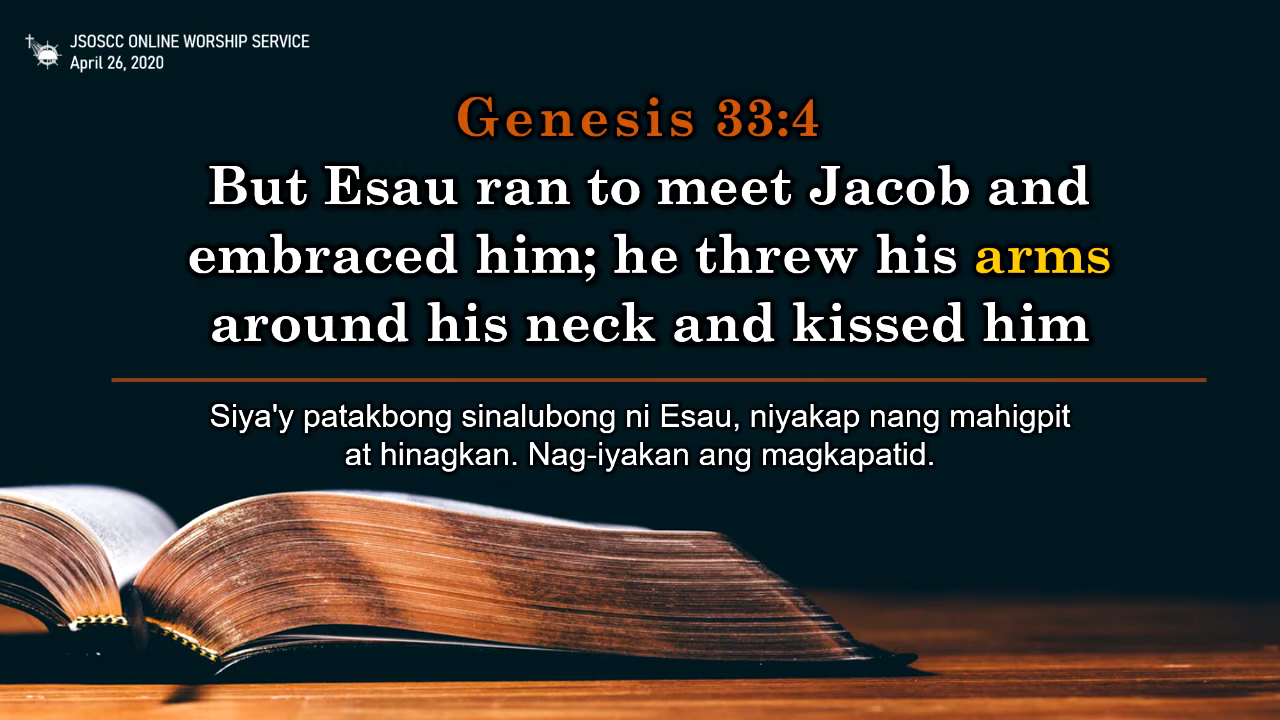 JSOSCC ONLINE WORSHIP SERVICE
April 26, 2020
Genesis 33:4
But Esau ran to meet Jacob and
embraced him; he threw his arms
around his neck and kissed him
Siya'y patakbong sinalubong ni Esau, niyakap nang mahigpit
at hinagkan. Nag-iyakan ang magkapatid.